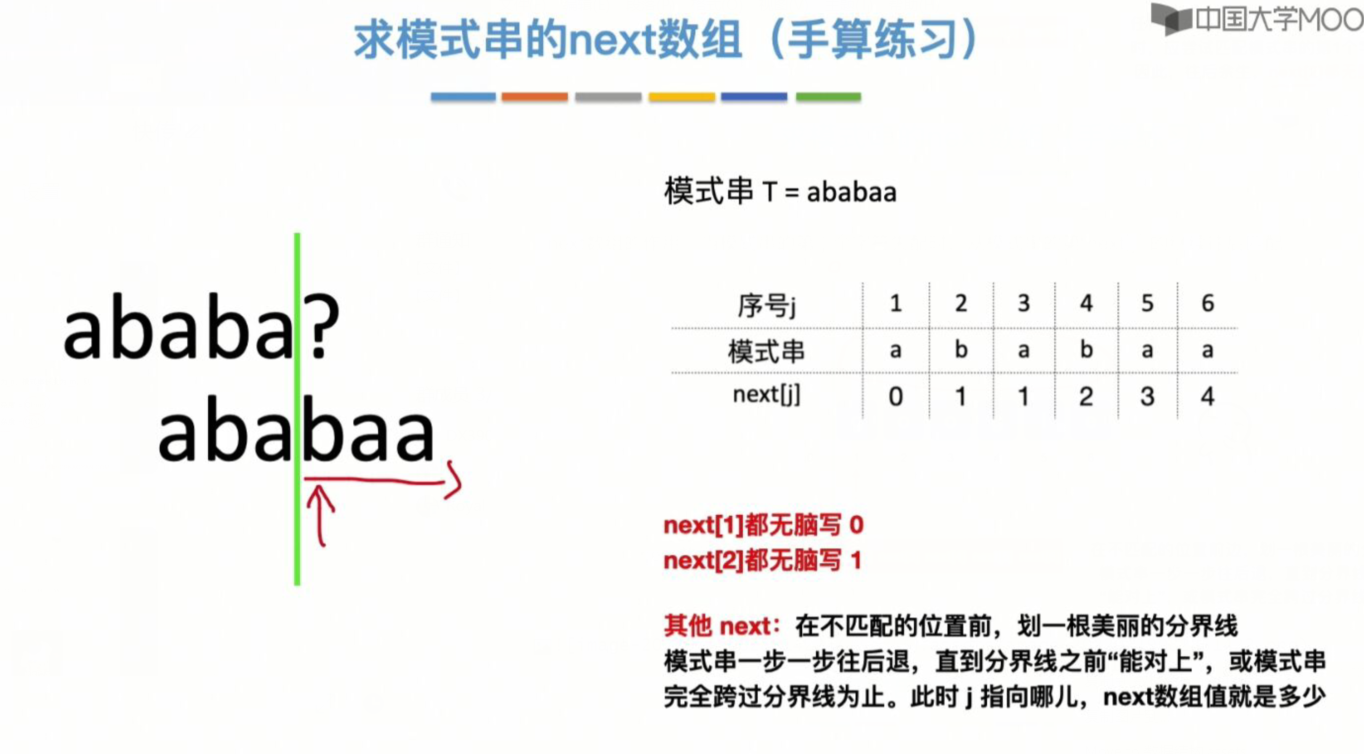 求模式串的next数组（手算练习）
中国大学MOO
模式串 T = ababaa
ababa?
ababaa
序号j 1 2 3 4 5 6
模式串 a b a b a a
next[j] 0 1 1 2 3 4
next[1]都无脑写 0
next[2]都无脑写 1
其他 next：在不匹配的位置前，划一根美丽的分界线
模式串一步一步往后退，直到分界线之前“能对上”，或模式串
完全跨过分界线为止。此时 j 指向哪儿，next数组值就是多少